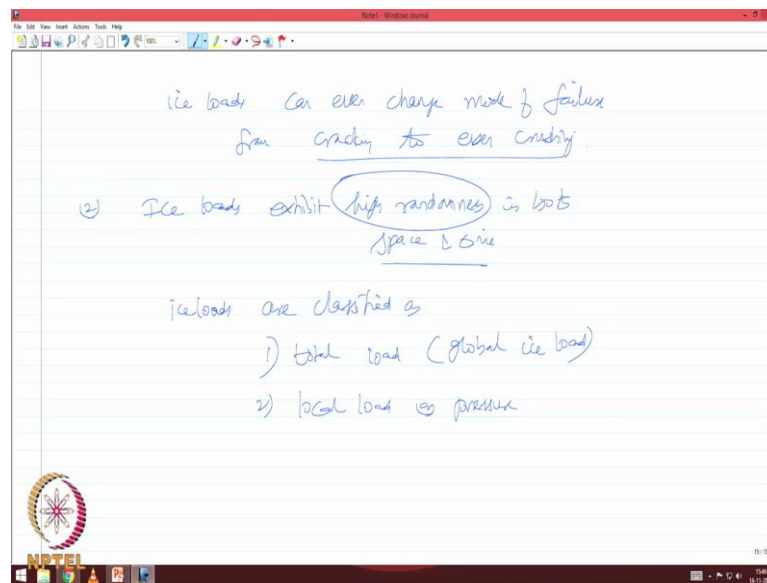 Note1 - Windows Journal
File Edit View Insert Actions Tools Help
ice loads can even change mode of failure
from cracking to even crushing.
(2) Ice loads exhibit high randomness in both
space & time
ice loads are classified as
1) total load (global ice load)
2) local load or pressure
NPTEL
15/15